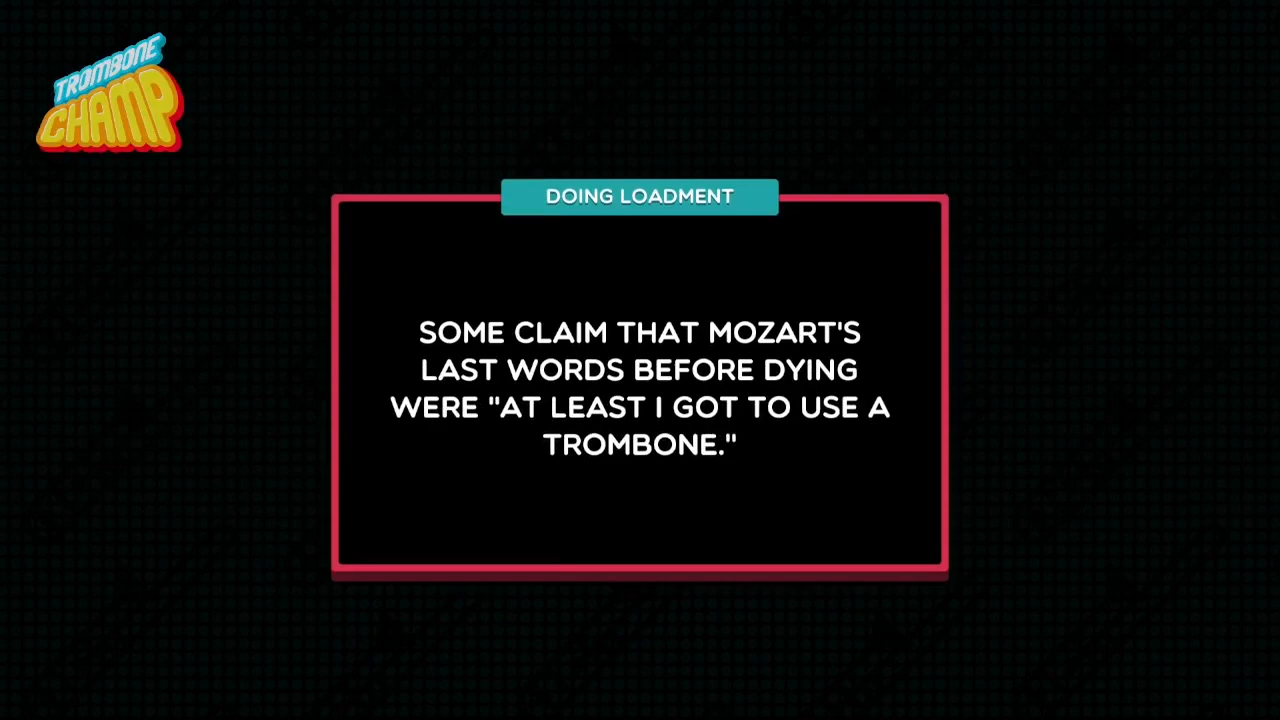 TROMBONE
CHAMP
DOING LOADMENT
SOME CLAIM THAT MOZART'S
LAST WORDS BEFORE DYING
WERE "AT LEAST I GOT TO USE A
TROMBONE."